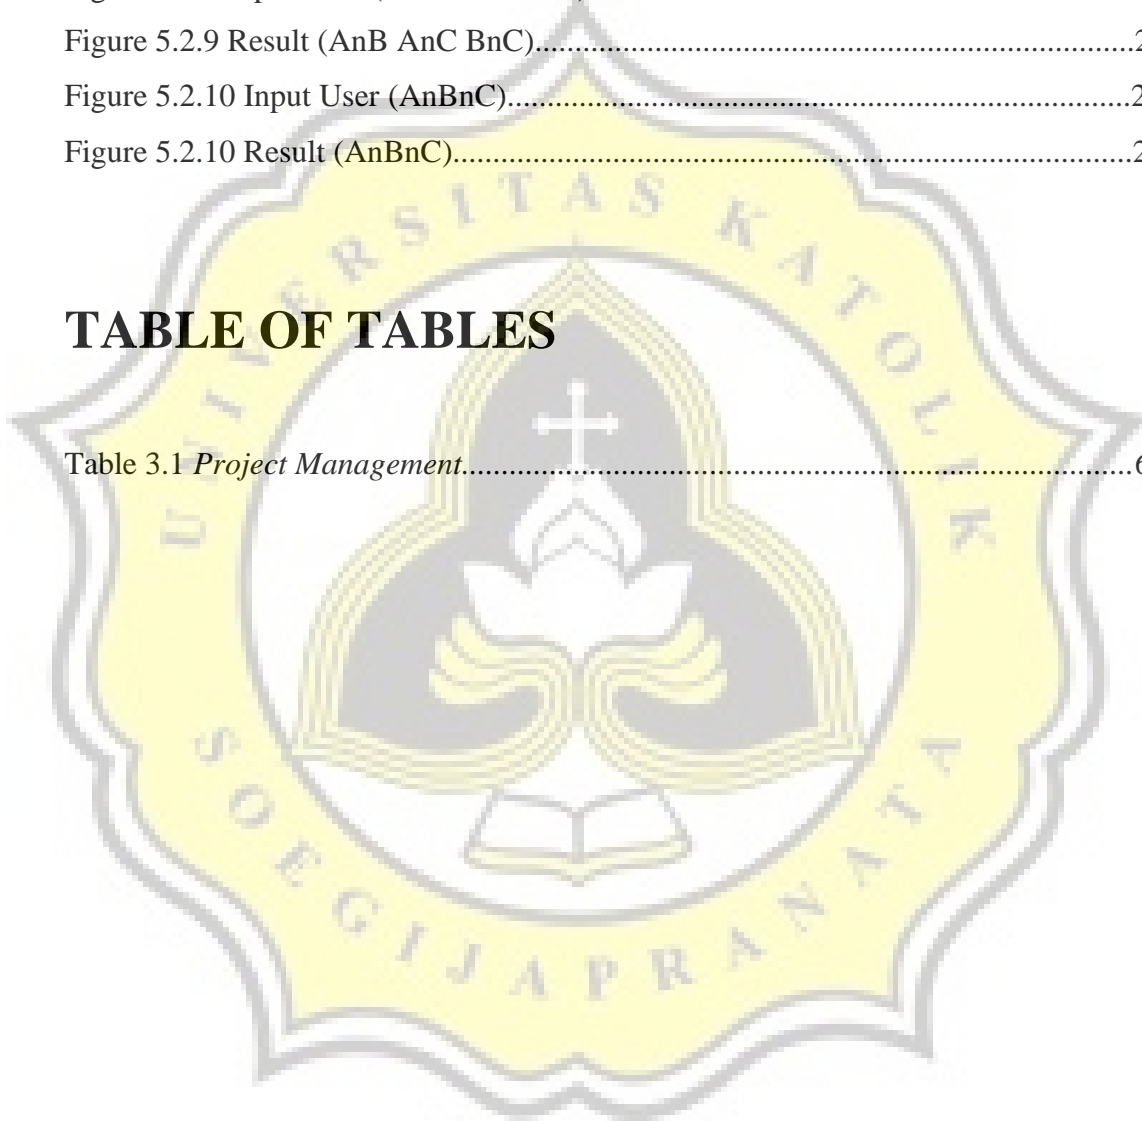 Figure 5.2.9 Result (AnB AnC BnC)..........2
Figure 5.2.10 Input User (AnBnC)..........2
Figure 5.2.10 Result (AnBnC)..........2
UNIVERSITAS KATOLIK
TABLE OF TABLES
Table 3.1 Project Management..........6
SOEGIJAPRANATA